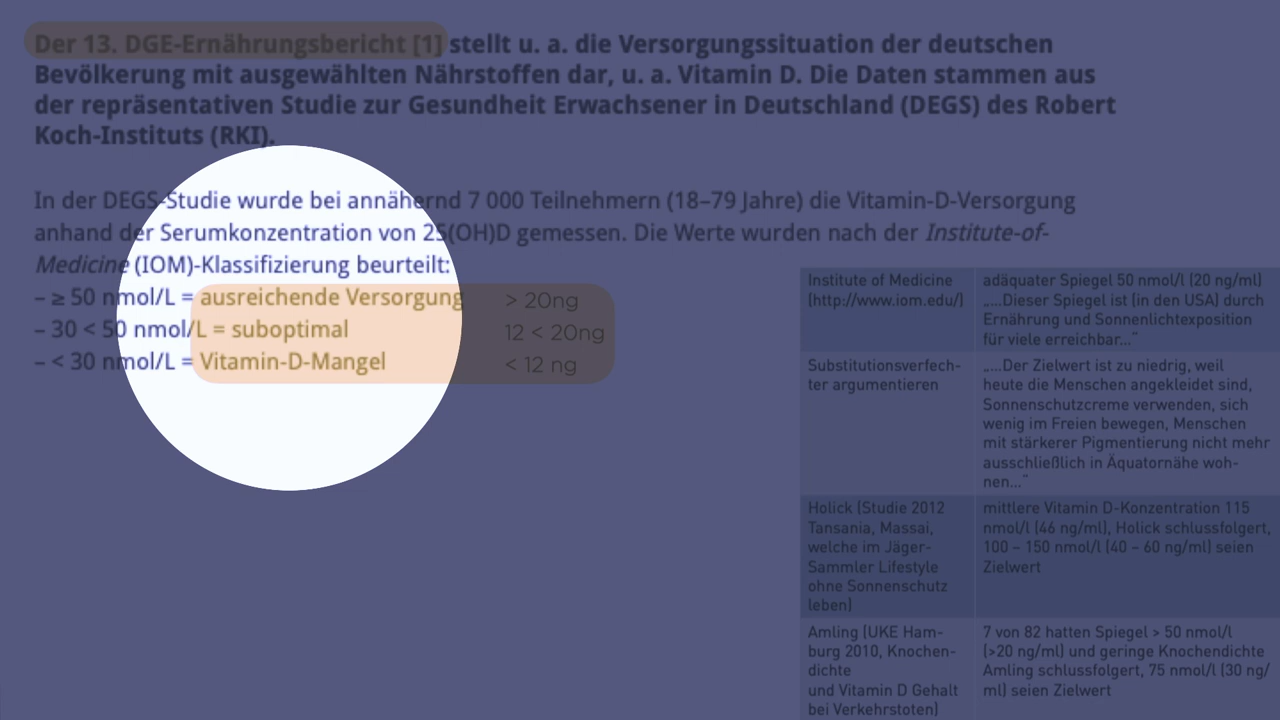 Der 13. DGE-Ernährungsbericht [1] stellt u. a. die Versorgungssituation der deutschen
Bevölkerung mit ausgewählten Nährstoffen dar, u. a. Vitamin D. Die Daten stammen aus
der repräsentativen Studie zur Gesundheit Erwachsener in Deutschland (DEGS) des Robert
Koch-Instituts (RKI).
In der DEGS-Studie wurde bei annähernd 7 000 Teilnehmern (18–79 Jahre) die Vitamin-D-Versorgung
anhand der Serumkonzentration von 25(OH)D gemessen. Die Werte wurden nach der Institute-of-
Medicine (IOM)-Klassifizierung beurteilt:
– ≥ 50 nmol/L = ausreichende Versorgung > 20ng
– 30 < 50 nmol/L = suboptimal 12 < 20ng
– < 30 nmol/L = Vitamin-D-Mangel < 12 ng
Institute of Medicine
(http://www.iom.edu/)
adäquater Spiegel 50 nmol/l (20 ng/ml)
„...Dieser Spiegel ist (in den USA) durch
Ernährung und Sonnenlichtexposition
für viele erreichbar...“
Substitutionsverfech-
ter argumentieren
„...Der Zielwert ist zu niedrig, weil
heute die Menschen angekleidet sind,
Sonnenschutzcreme verwenden, sich
wenig im Freien bewegen, Menschen
mit stärkerer Pigmentierung nicht mehr
ausschließlich in Äquatornähe woh-
nen...“
Holick (Studie 2012
Tansania, Massai,
welche im Jäger-
Sammler Lifestyle
ohne Sonnenschutz
leben)
mittlere Vitamin D-Konzentration 115
nmol/l (46 ng/ml), Holick schlussfolgert,
100 – 150 nmol/l (40 – 60 ng/ml) seien
Zielwert
Amling (UKE Ham-
burg 2010, Knochen-
dichte
und Vitamin D Gehalt
bei Verkehrstoten)
7 von 82 hatten Spiegel > 50 nmol/l
(>20 ng/ml) und geringe Knochendichte
Amling schlussfolgert, 75 nmol/l (30 ng/
ml) seien Zielwert